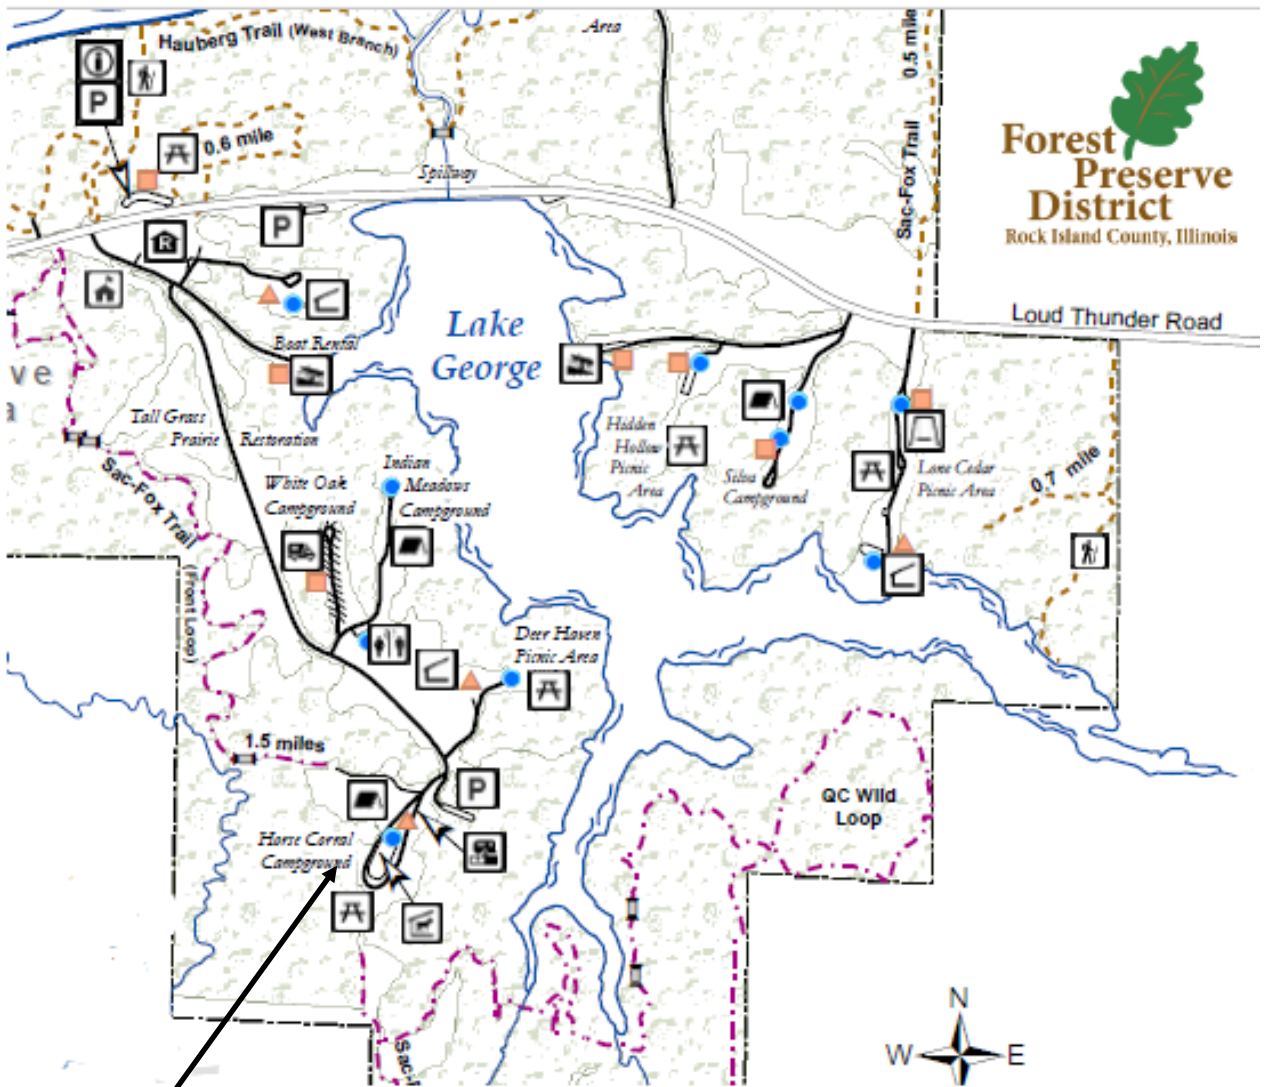 Hauberg Trail (West Branch)
Area
0.5 mile
P
0.6 mile
Spillway
Sac-Fox Trail
Forest
Preserve
District
Rock Island County, Illinois
P
R
Loud Thunder Road
Lake
George
Boat Rental
ve
a
Tall Grass
Prairie Restoration
Hidden
Hollow
Picnic
Area
Silva
Campground
Lone Cedar
Picnic Area
0.7 mile
Indian
Meadows
Campground
White Oak
Campground
Sac-Fox Trail
(Front Loop)
Deer Haven
Picnic Area
1.5 miles
P
QC Wild
Loop
Horse Corral
Campground
Sac-
N
W E